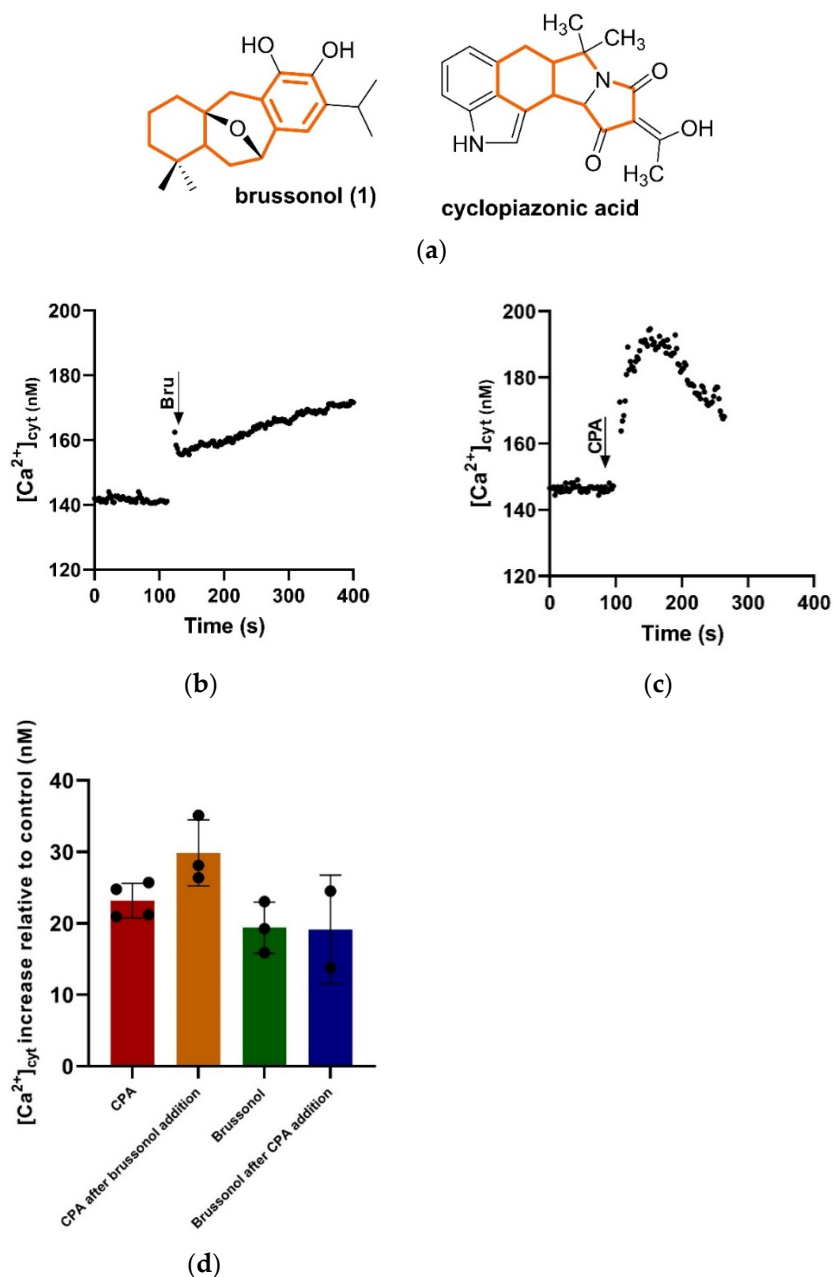 HO
OH
O
brussonol (1)
H₃C
CH₃
N
O
O
OH
HN
H₃C
cyclopiazonic acid
(a)
200
180
160
140
120
[Ca²⁺]cyt (nM)
Bru
0 100 200 300 400
Time (s)
(b)
200
180
160
140
120
[Ca²⁺]cyt (nM)
CPA
0 100 200 300 400
Time (s)
(c)
40
30
20
10
0
[Ca²⁺]cyt increase relative to control (nM)
CPA
CPA after brussonol addition
Brussonol
Brussonol after CPA addition
(d)